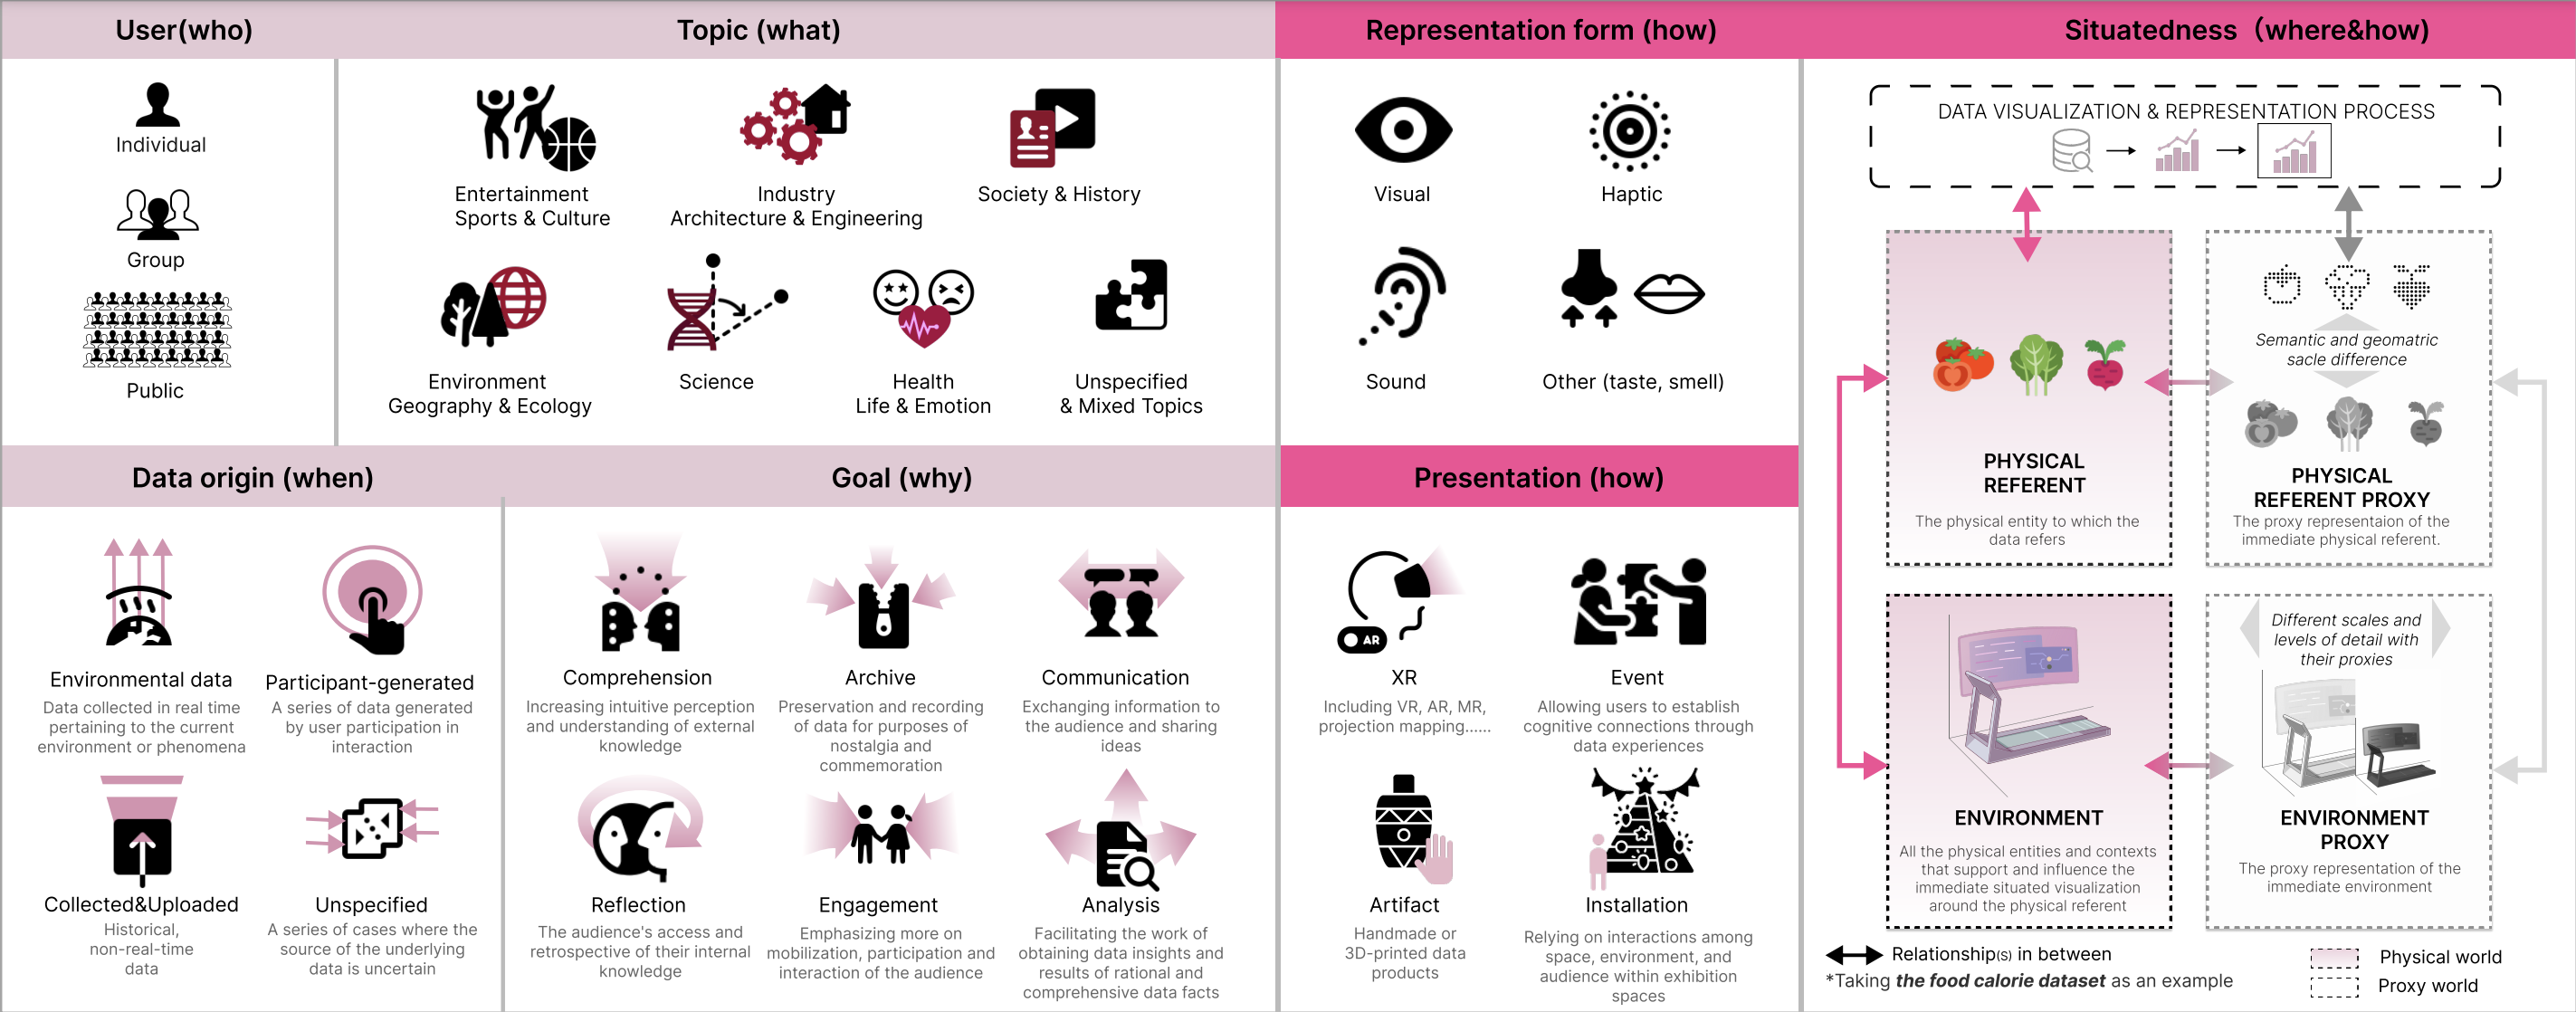 User(who)
Topic (what)
Representation form (how)
Situatedness (where&how)
Individual
Group
Public
Entertainment
Sports & Culture
Industry
Architecture & Engineering
Society & History
Environment
Geography & Ecology
Science
Health
Life & Emotion
Unspecified
& Mixed Topics
Visual
Haptic
Sound
Other (taste, smell)
Data origin (when)
Goal (why)
Presentation (how)
Environmental data
Data collected in real time
pertaining to the current
environment or phenomena
Participant-generated
A series of data generated
by user participation in
interaction
Collected&Uploaded
Historical,
non-real-time
data
Unspecified
A series of cases where the
source of the underlying
data is uncertain
Comprehension
Increasing intuitive perception
and understanding of external
knowledge
Archive
Preservation and recording
of data for purposes of
nostalgia and
commemoration
Communication
Exchanging information to
the audience and sharing
ideas
Reflection
The audience's access and
retrospective of their internal
knowledge
Engagement
Emphasizing more on
mobilization, participation and
interaction of the audience
Analysis
Facilitating the work of
obtaining data insights and
results of rational and
comprehensive data facts
AR
XR
Including VR, AR, MR,
projection mapping......
Event
Allowing users to establish
cognitive connections through
data experiences
Artifact
Handmade or
3D-printed data
products
Installation
Relying on interactions among
space, environment, and
audience within exhibition
spaces
DATA VISUALIZATION & REPRESENTATION PROCESS
PHYSICAL
REFERENT
The physical entity to which the
data refers
Semantic and geomatric
sacle difference
PHYSICAL
REFERENT PROXY
The proxy representaion of the
immediate physical referent.
ENVIRONMENT
All the physical entities and contexts
that support and influence the
immediate situated visualization
around the physical referent
Different scales and
levels of detail with
their proxies
ENVIRONMENT
PROXY
The proxy representation of the
immediate environment
Relationship(S) in between
*Taking the food calorie dataset as an example
Physical world
Proxy world